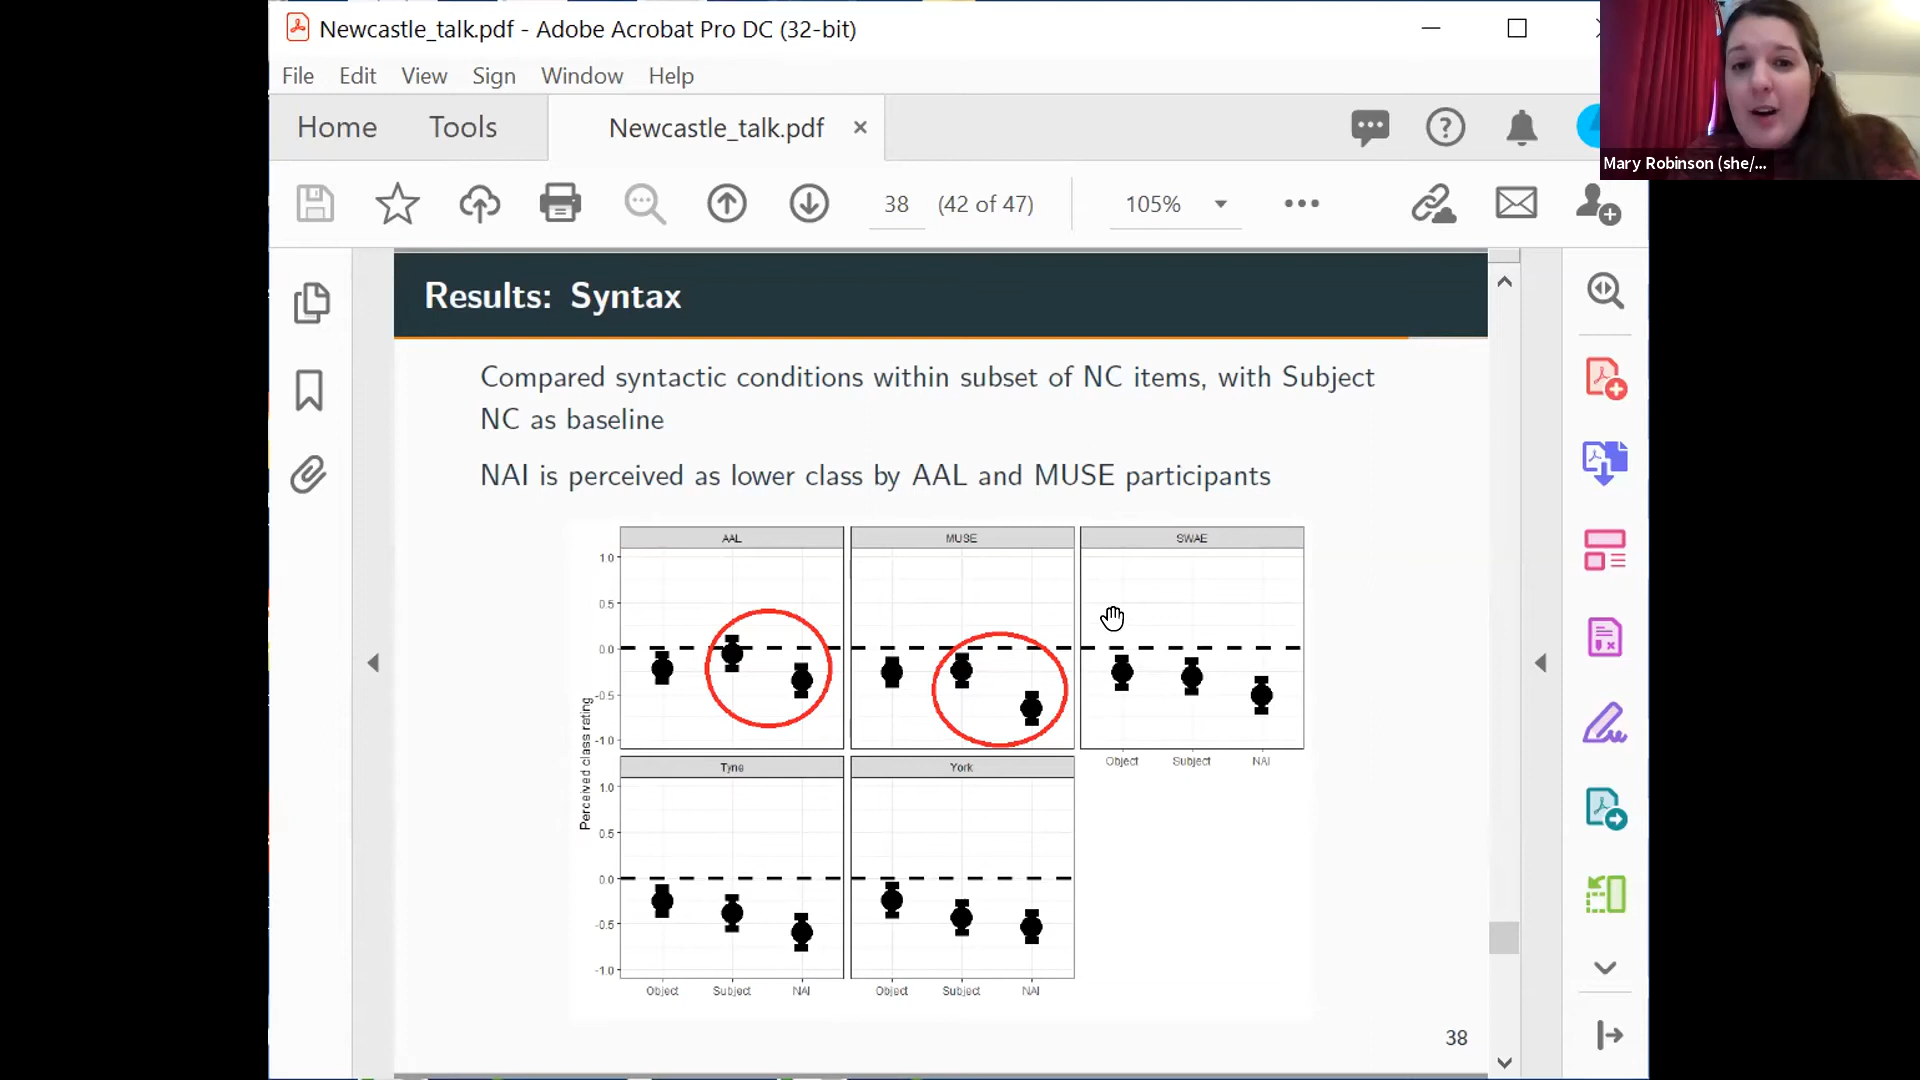 Newcastle_talk.pdf - Adobe Acrobat Pro DC (32-bit)
File Edit View Sign Window Help
Home Tools Newcastle_talk.pdf
38 (42 of 47) 105%
Mary Robinson (she/...
Results: Syntax
Compared syntactic conditions within subset of NC items, with Subject
NC as baseline
NAI is perceived as lower class by AAL and MUSE participants
Perceived class rating
AAL MUSE SWAE
1.0
0.5
0.0
-0.5
-1.0
Object Subject NAI
Tyne York
1.0
0.5
0.0
-0.5
-1.0
Object Subject NAI Object Subject NAI
38